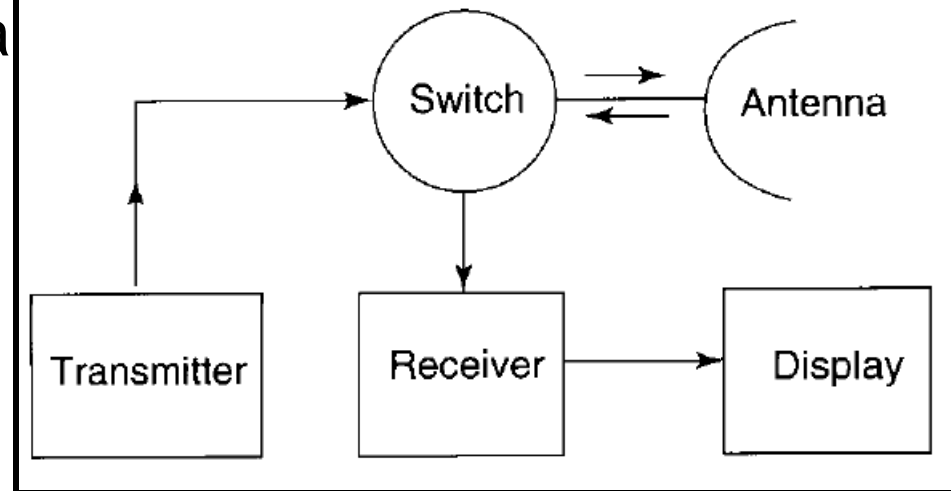 a
Switch
Antenna
Transmitter
Receiver
Display